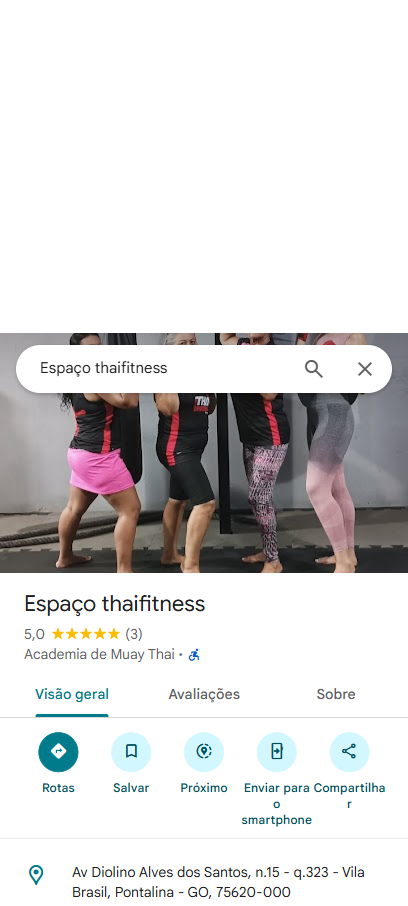 Espaço thaifitness
Espaço thaifitness
5,0 (3)
Academia de Muay Thai ·
Visão geral Avaliações Sobre
Rotas Salvar Próximo Enviar para o smartphone Compartilhar
Av Diolino Alves dos Santos, n.15 - q.323 - Vila
Brasil, Pontalina - GO, 75620-000